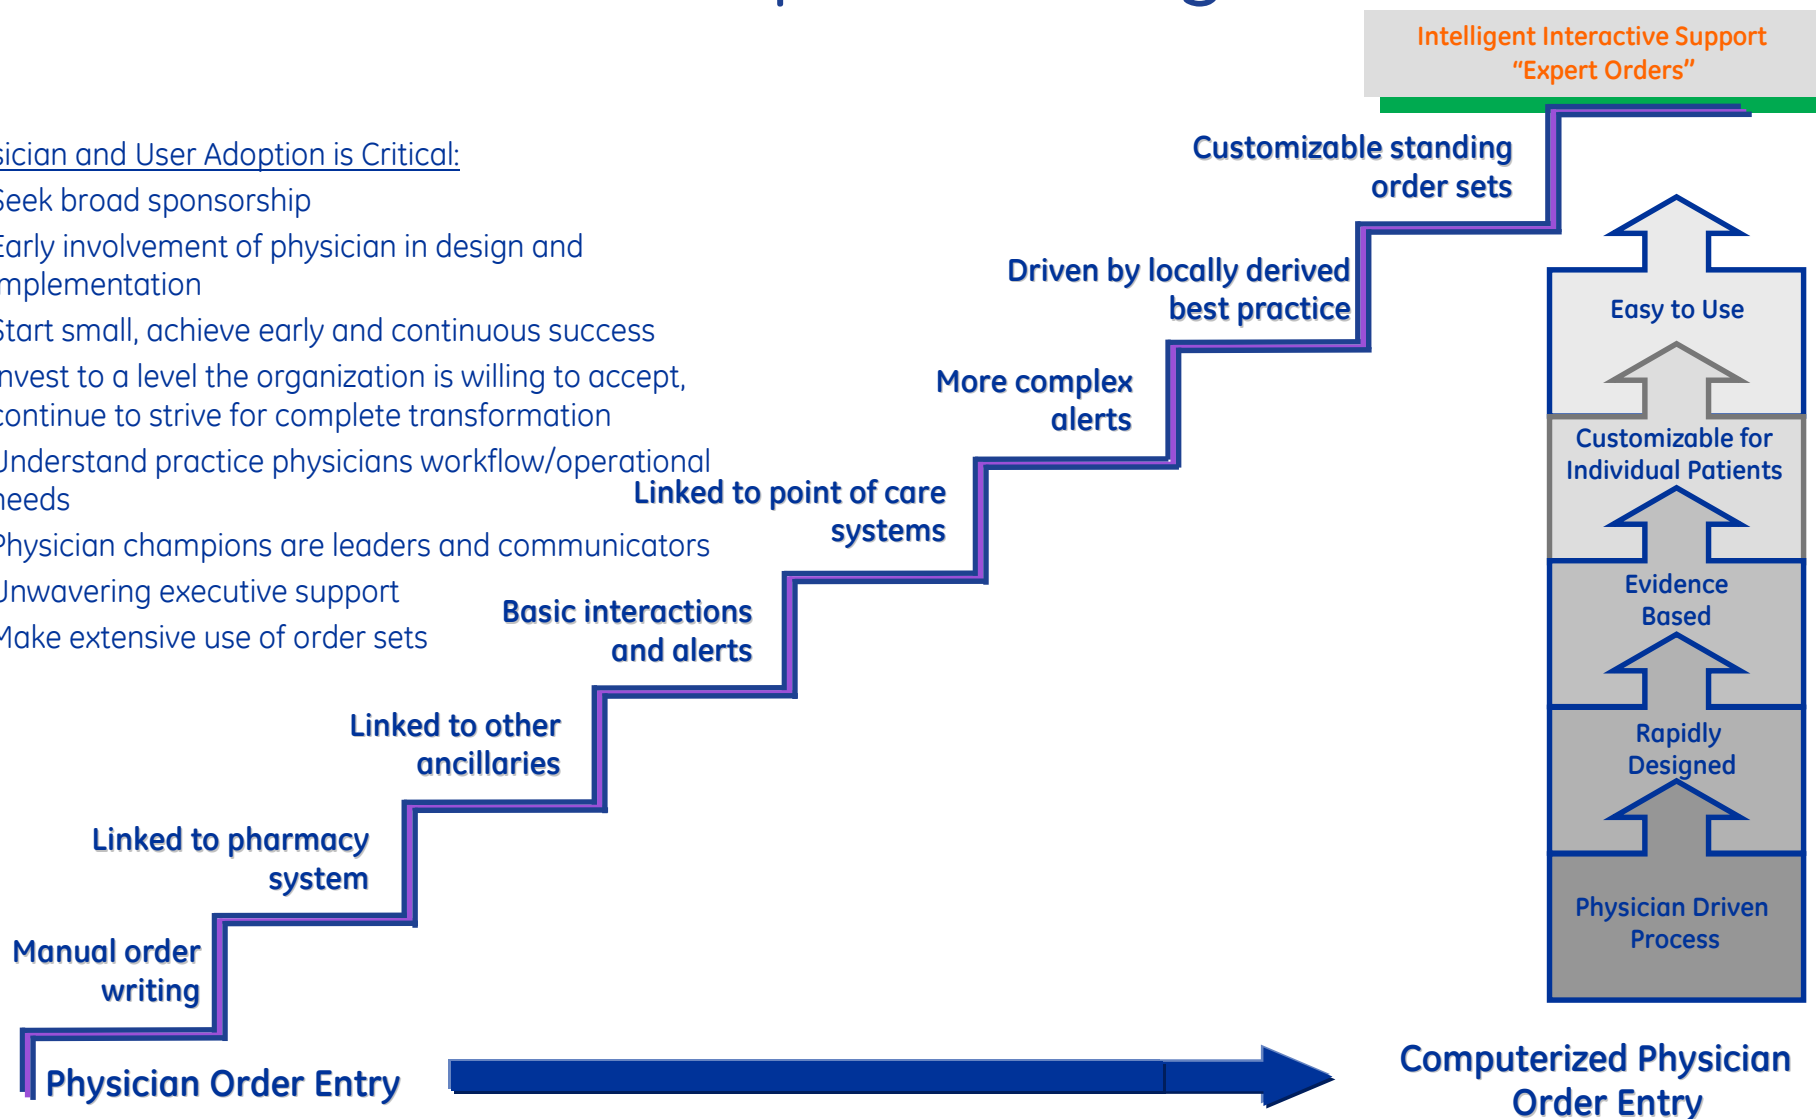 Intelligent Interactive Support
“Expert Orders”
sician and User Adoption is Critical:
Seek broad sponsorship
Early involvement of physician in design and
mplementation
Start small, achieve early and continuous success
nvest to a level the organization is willing to accept,
continue to strive for complete transformation
Understand practice physicians workflow/operational
needs
Physician champions are leaders and communicators
Unwavering executive support
Make extensive use of order sets
Customizable standing
order sets
Driven by locally derived
best practice
More complex
alerts
Linked to point of care
systems
Basic interactions
and alerts
Linked to other
ancillaries
Linked to pharmacy
system
Manual order
writing
Easy to Use
Customizable for
Individual Patients
Evidence
Based
Rapidly
Designed
Physician Driven
Process
Physician Order Entry
Computerized Physician
Order Entry